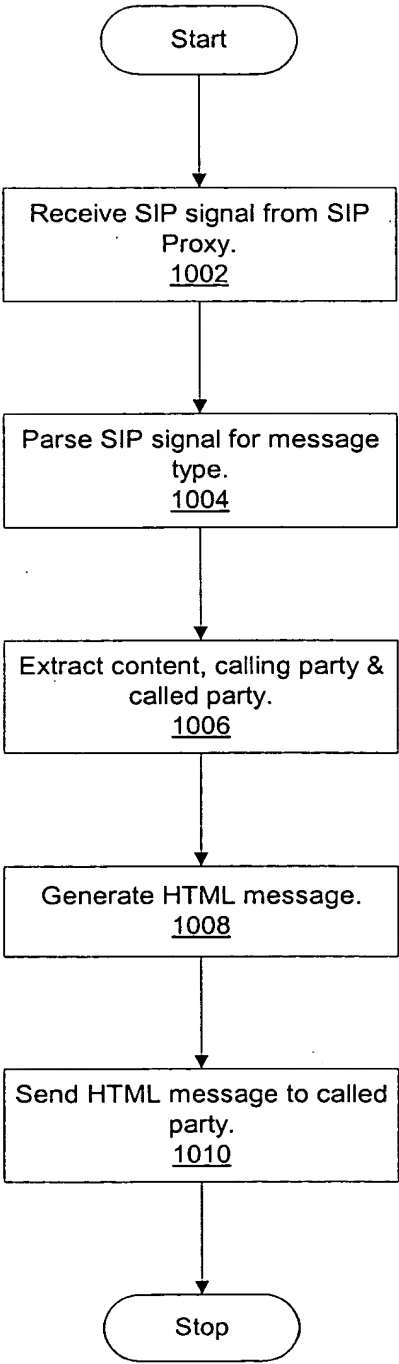 Start
Receive SIP signal from SIP
Proxy.
1002
Parse SIP signal for message
type.
1004
Extract content, calling party &
called party.
1006
Generate HTML message.
1008
Send HTML message to called
party.
1010
Stop